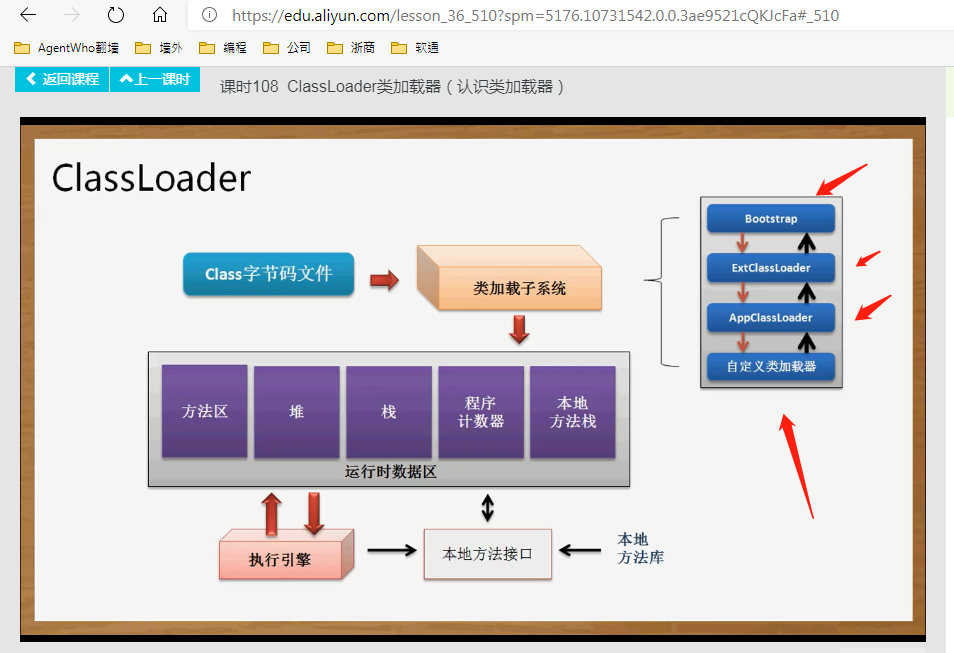 https://edu.aliyun.com/lesson_36_510?spm=5176.10731542.0.0.3ae9521cQKJcFa#_510
AgentWho翻墙 墙外 编程 公司 浙商 软通
返回课程 上一课时 课时108 ClassLoader类加载器（认识类加载器）
ClassLoader
Bootstrap
ExtClassLoader
AppClassLoader
自定义类加载器
Class字节码文件
类加载子系统
方法区
堆
栈
程序
计数器
本地
方法栈
运行时数据区
执行引擎
本地方法接口
本地
方法库